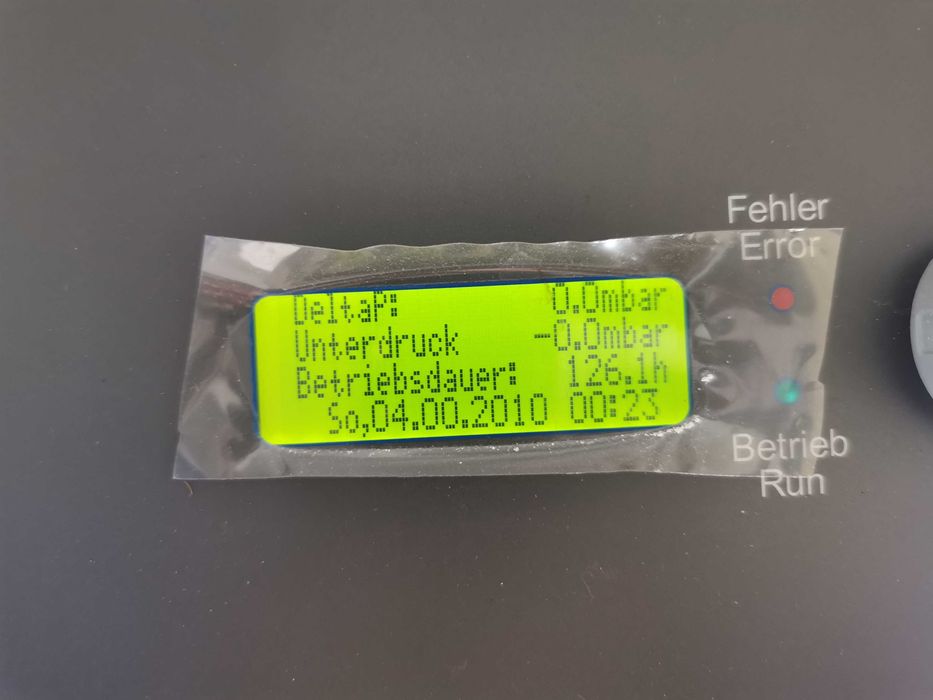 Fehler
Error
DeltaP: 0.0mbar
Unterdruck -0.0mbar
Betriebsdauer: 126.1h
So,04.00.2010 00:23
Betrieb
Run